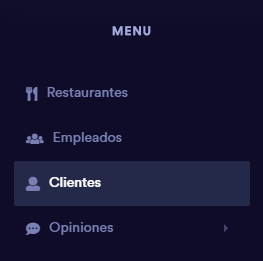 MENU
Restaurantes
Empleados
Clientes
Opiniones